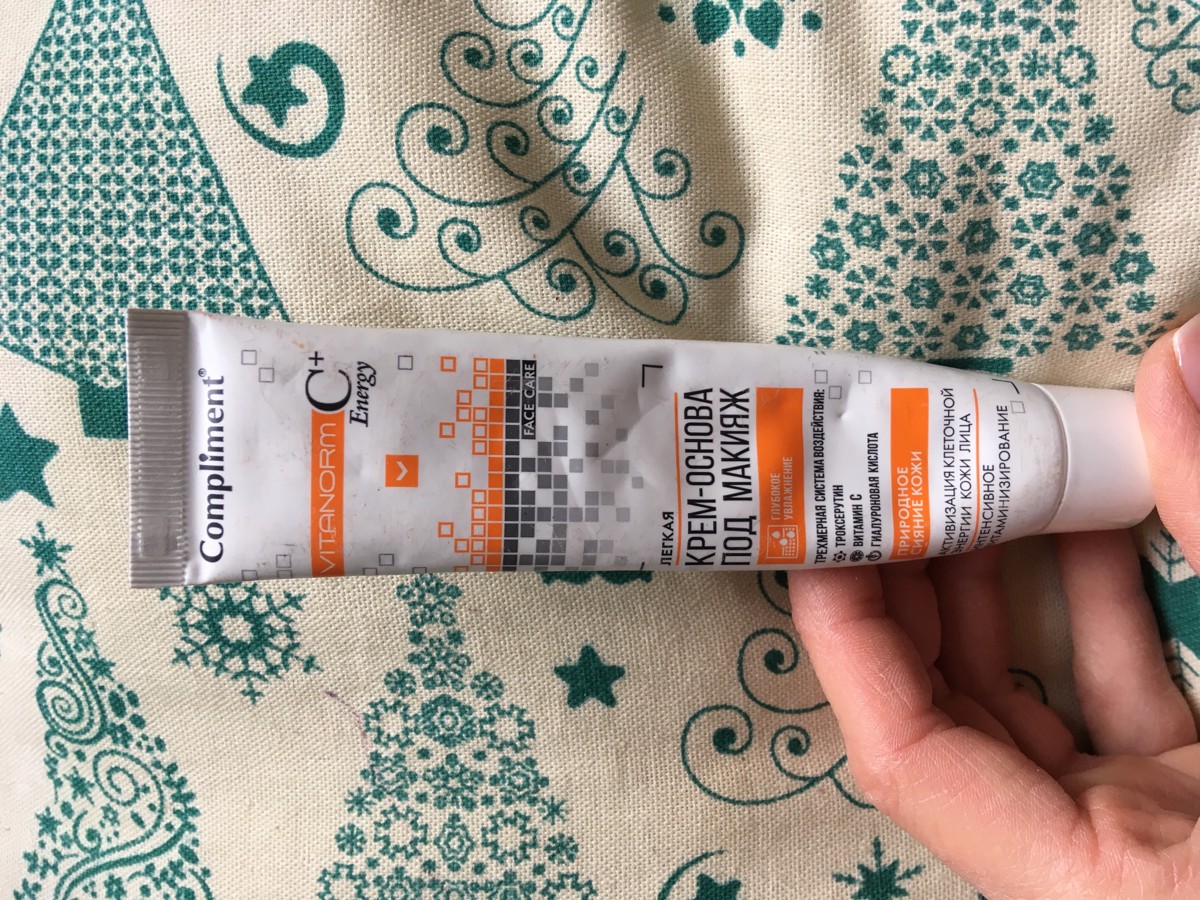 Compliment®
VITANORM C+
Energy
FACE CARE
ЛЕГКАЯ
КРЕМ-ОСНОВА
ПОД МАКИЯЖ
ГЛУБОКОЕ
УВЛАЖНЕНИЕ
ТРЕХМЕРНАЯ СИСТЕМА ВОЗДЕЙСТВИЯ:
ТРОКСЕРУТИН
ВИТАМИН С
ГИАЛУРОНОВАЯ КИСЛОТА
ПРИРОДНОЕ
СИЯНИЕ КОЖИ
АКТИВИЗАЦИЯ КЛЕТОЧНОЙ
ЭНЕРГИИ КОЖИ ЛИЦА
ИНТЕНСИВНОЕ
ВИТАМИНИЗИРОВАНИЕ